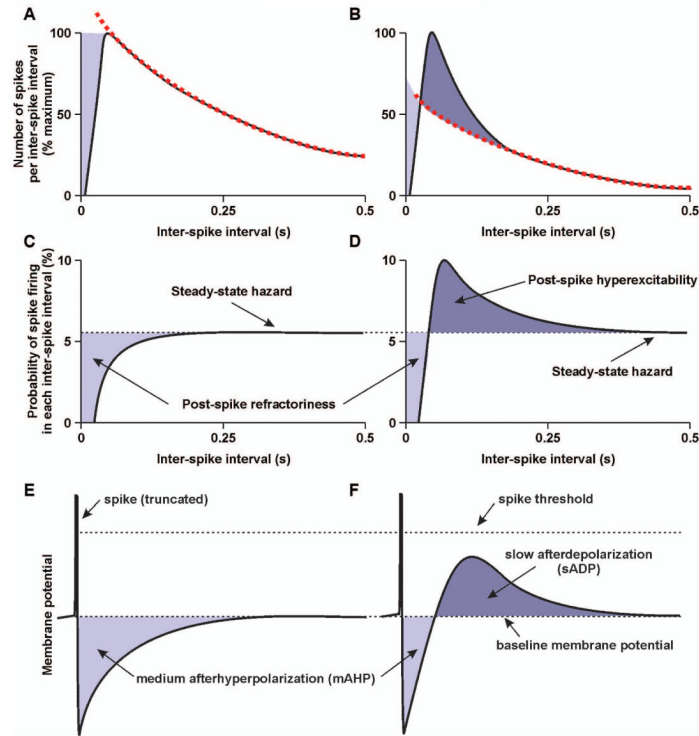 A
B
Number of spikes
per inter-spike interval
(% maximum)
100
50
0
0
0.25
0.5
Inter-spike interval (s)
100
50
0
0
0.25
0.5
Inter-spike interval (s)
C
D
Probability of spike firing
in each inter-spike interval (%)
10
5
0
Steady-state hazard
Post-spike refractoriness
0
0.25
0.5
Inter-spike interval (s)
10
5
0
Post-spike hyperexcitability
Steady-state hazard
0
0.25
0.5
Inter-spike interval (s)
E
F
Membrane potential
spike (truncated)
medium afterhyperpolarization (mAHP)
spike threshold
slow afterdepolarization
(sADP)
baseline membrane potential